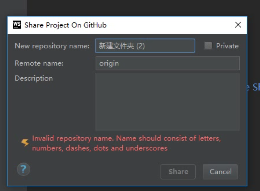 Share Project On GitHub
New repository name: 新建文件夹 (2) Private
Remote name: origin
Description
Invalid repository name. Name should consist of letters,
numbers, dashes, dots and underscores
? Share Cancel